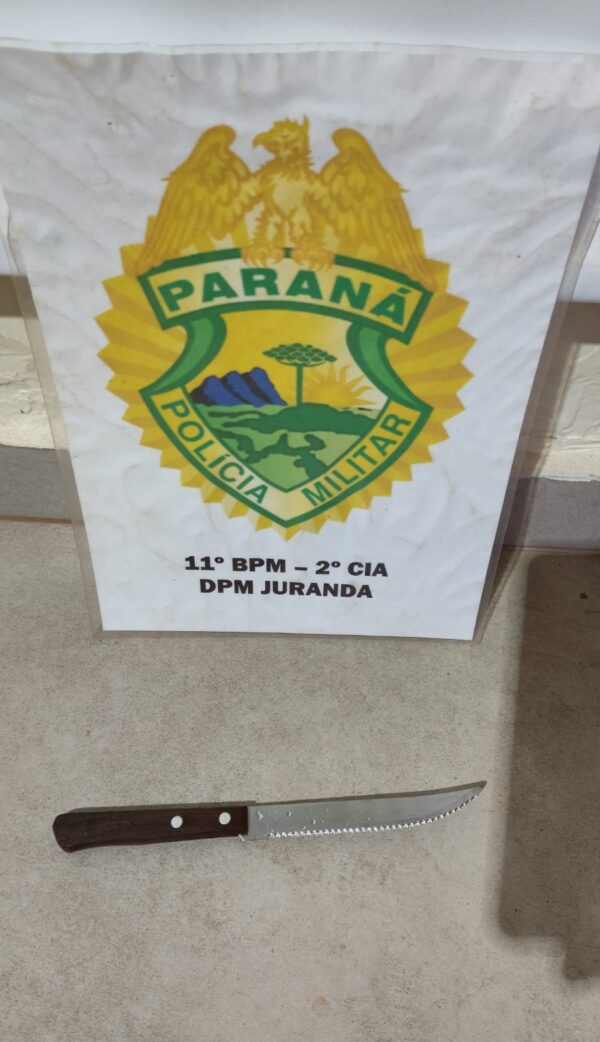 PARANÁ
POLÍCIA MILITAR
11º BPM – 2º CIA
DPM JURANDA